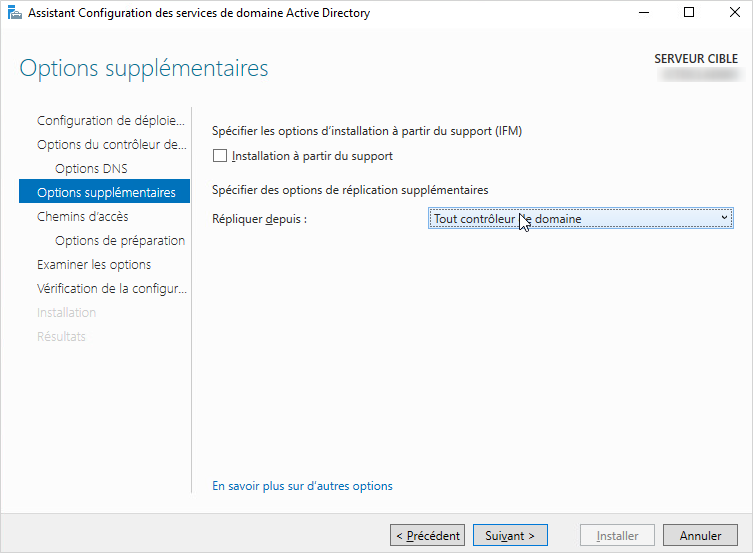 Assistant Configuration des services de domaine Active Directory
Options supplémentaires
SERVEUR CIBLE
Configuration de déploie...
Options du contrôleur de...
Options DNS
Options supplémentaires
Chemins d'accès
Options de préparation
Examiner les options
Vérification de la configur...
Installation
Résultats
Spécifier les options d'installation à partir du support (IFM)
Installation à partir du support
Spécifier des options de réplication supplémentaires
Répliquer depuis :
Tout contrôleur de domaine
En savoir plus sur d'autres options
< Précédent
Suivant >
Installer
Annuler